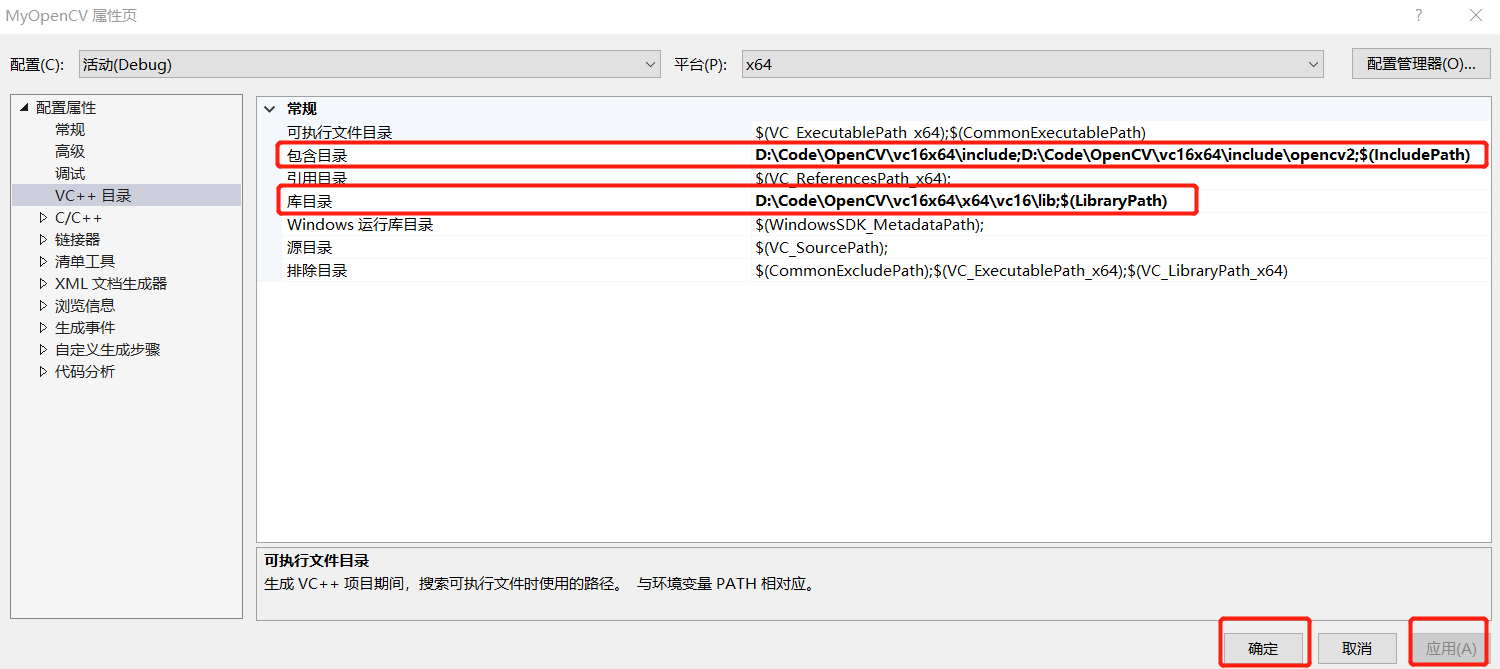 MyOpenCV 属性页
配置(C): 活动(Debug) 平台(P): x64 配置管理器(O)...
配置属性
常规
高级
调试
VC++ 目录
C/C++
链接器
清单工具
XML 文档生成器
浏览信息
生成事件
自定义生成步骤
代码分析
常规
可执行文件目录 $(VC_ExecutablePath_x64);$(CommonExecutablePath)
包含目录 D:\Code\OpenCV\vc16x64\include;D:\Code\OpenCV\vc16x64\include\opencv2;$(IncludePath)
引用目录 $(VC_ReferencesPath_x64);
库目录 D:\Code\OpenCV\vc16x64\x64\vc16\lib;$(LibraryPath)
Windows 运行库目录 $(WindowsSDK_MetadataPath);
源目录 $(VC_SourcePath);
排除目录 $(CommonExcludePath);$(VC_ExecutablePath_x64);$(VC_LibraryPath_x64)
可执行文件目录
生成 VC++ 项目期间，搜索可执行文件时使用的路径。 与环境变量 PATH 相对应。
确定 取消 应用(A)